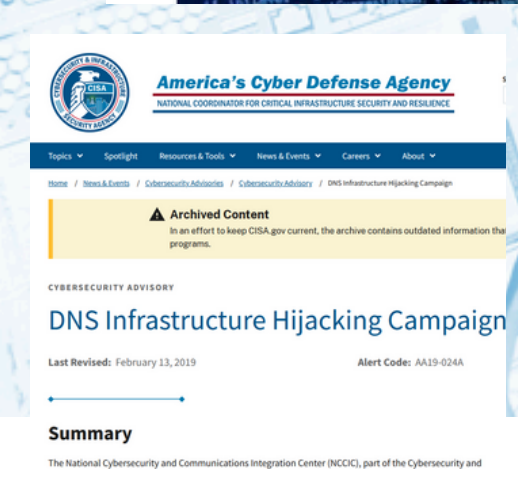 CYBERSECURITY & INFRASTRUCTURE
CISA
SECURITY AGENCY
America's Cyber Defense Agency
NATIONAL COORDINATOR FOR CRITICAL INFRASTRUCTURE SECURITY AND RESILIENCE
Topics Spotlight Resources & Tools News & Events Careers About
Home / News & Events / Cybersecurity Advisories / Cybersecurity Advisory / DNS Infrastructure Hijacking Campaign
Archived Content
In an effort to keep CISA.gov current, the archive contains outdated information tha
programs.
CYBERSECURITY ADVISORY
DNS Infrastructure Hijacking Campaign
Last Revised: February 13, 2019 Alert Code: AA19-024A
Summary
The National Cybersecurity and Communications Integration Center (NCCIC), part of the Cybersecurity and